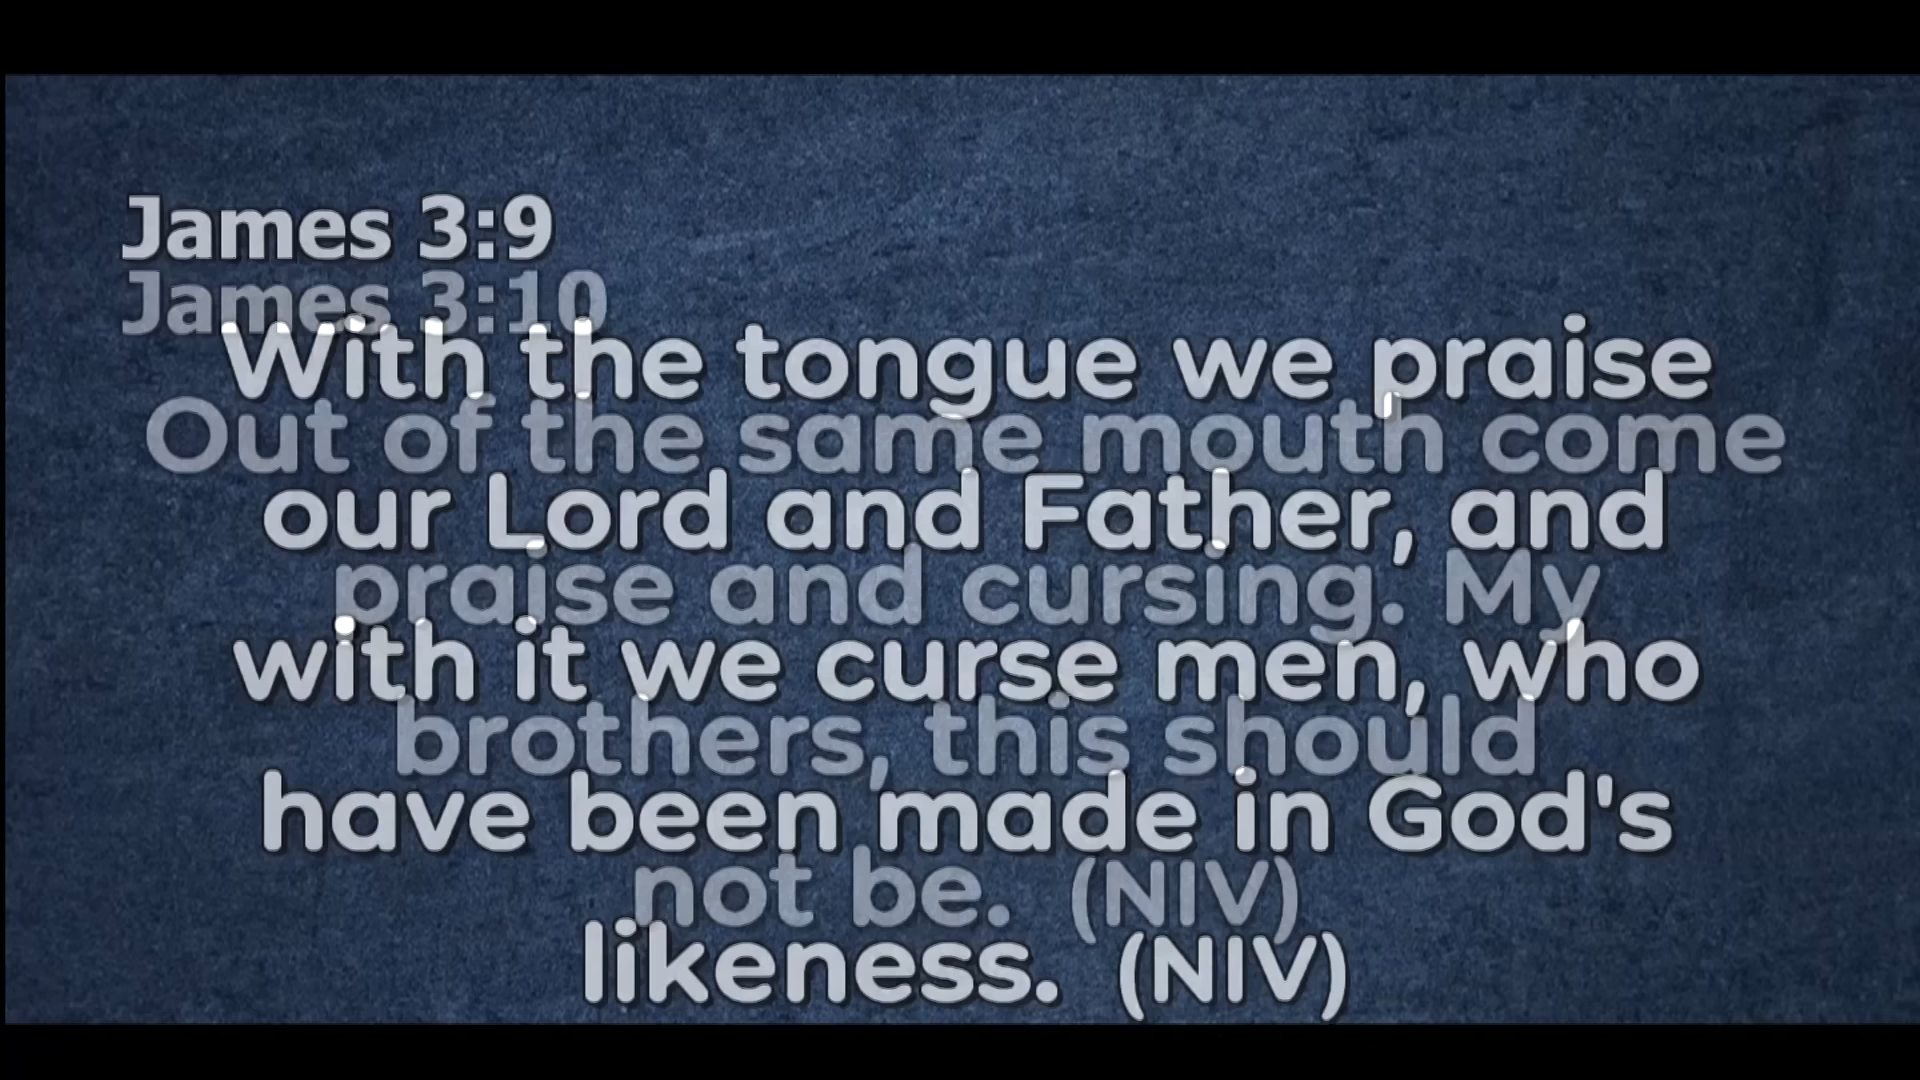 James 3:9
James 3:10
With the tongue we praise
Out of the same mouth come
our Lord and Father, and
praise and cursing. My
with it we curse men, who
brothers, this should
have been made in God's
not be. (NIV)
likeness. (NIV)